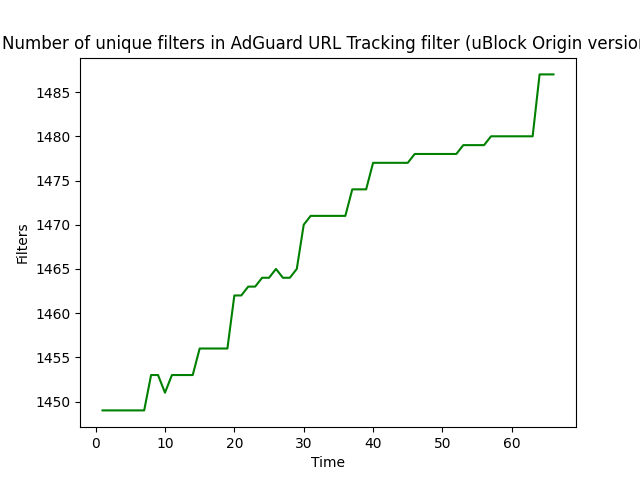 Number of unique filters in AdGuard URL Tracking filter (uBlock Origin version
1485
1480
1475
1470
1465
1460
1455
1450
Filters
0 10 20 30 40 50 60
Time